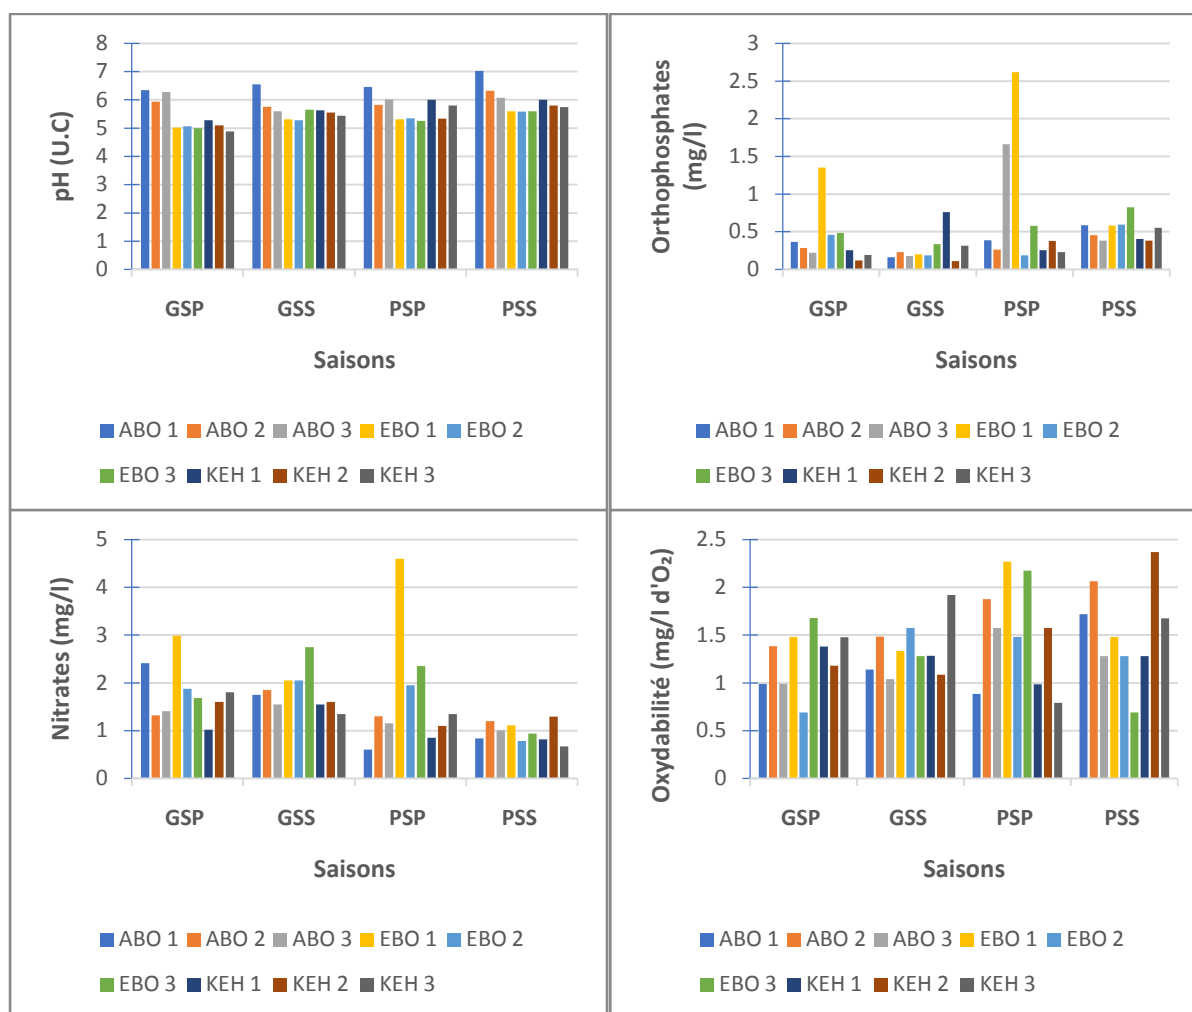 pH (U.C)
8
7
6
5
4
3
2
1
0
GSP GSS PSP PSS
Saisons
ABO 1 ABO 2 ABO 3 EBO 1 EBO 2
EBO 3 KEH 1 KEH 2 KEH 3
Orthophosphates
(mg/l)
3
2.5
2
1.5
1
0.5
0
GSP GSS PSP PSS
Saisons
ABO 1 ABO 2 ABO 3 EBO 1 EBO 2
EBO 3 KEH 1 KEH 2 KEH 3
Nitrates (mg/l)
5
4
3
2
1
0
GSP GSS PSP PSS
Saisons
ABO 1 ABO 2 ABO 3 EBO 1 EBO 2
EBO 3 KEH 1 KEH 2 KEH 3
Oxydabilité (mg/l d'O₂)
2.5
2
1.5
1
0.5
0
GSP GSS PSP PSS
Saisons
ABO 1 ABO 2 ABO 3 EBO 1 EBO 2
EBO 3 KEH 1 KEH 2 KEH 3